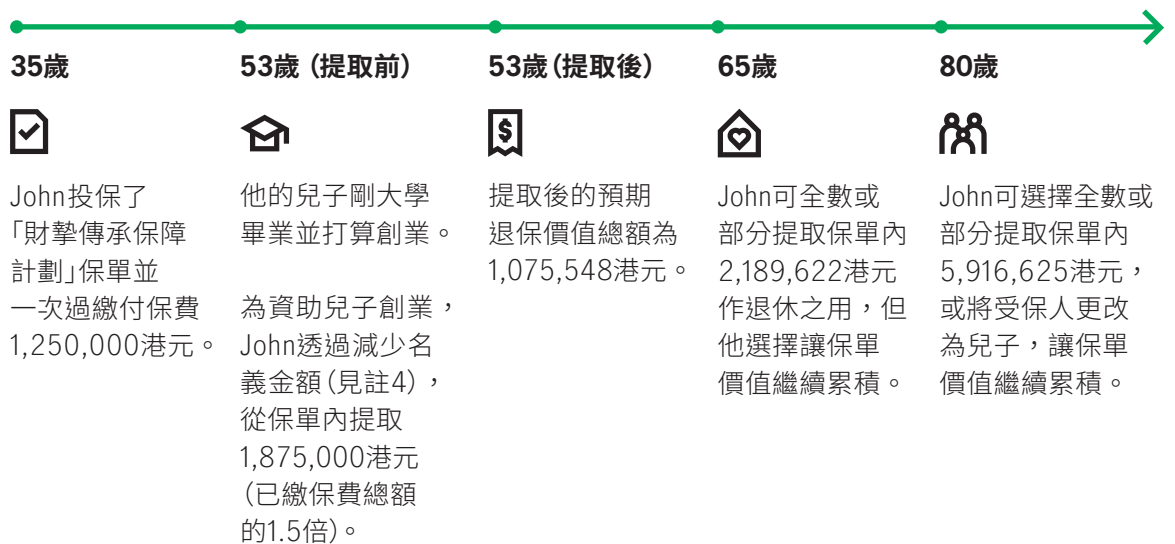 35歲
John投保了
「財摯傳承保障
計劃」保單並
一次過繳付保費
1,250,000港元。
53歲（提取前）
他的兒子剛大學
畢業並打算創業。
為資助兒子創業，
John透過減少名
義金額（見註4），
從保單內提取
1,875,000港元
（已繳保費總額
的1.5倍）。
53歲（提取後）
提取後的預期
退保價值總額為
1,075,548港元。
65歲
John可全數或
部分提取保單內
2,189,622港元
作退休之用，但
他選擇讓保單
價值繼續累積。
80歲
John可選擇全數或
部分提取保單內
5,916,625港元，
或將受保人更改
為兒子，讓保單
價值繼續累積。